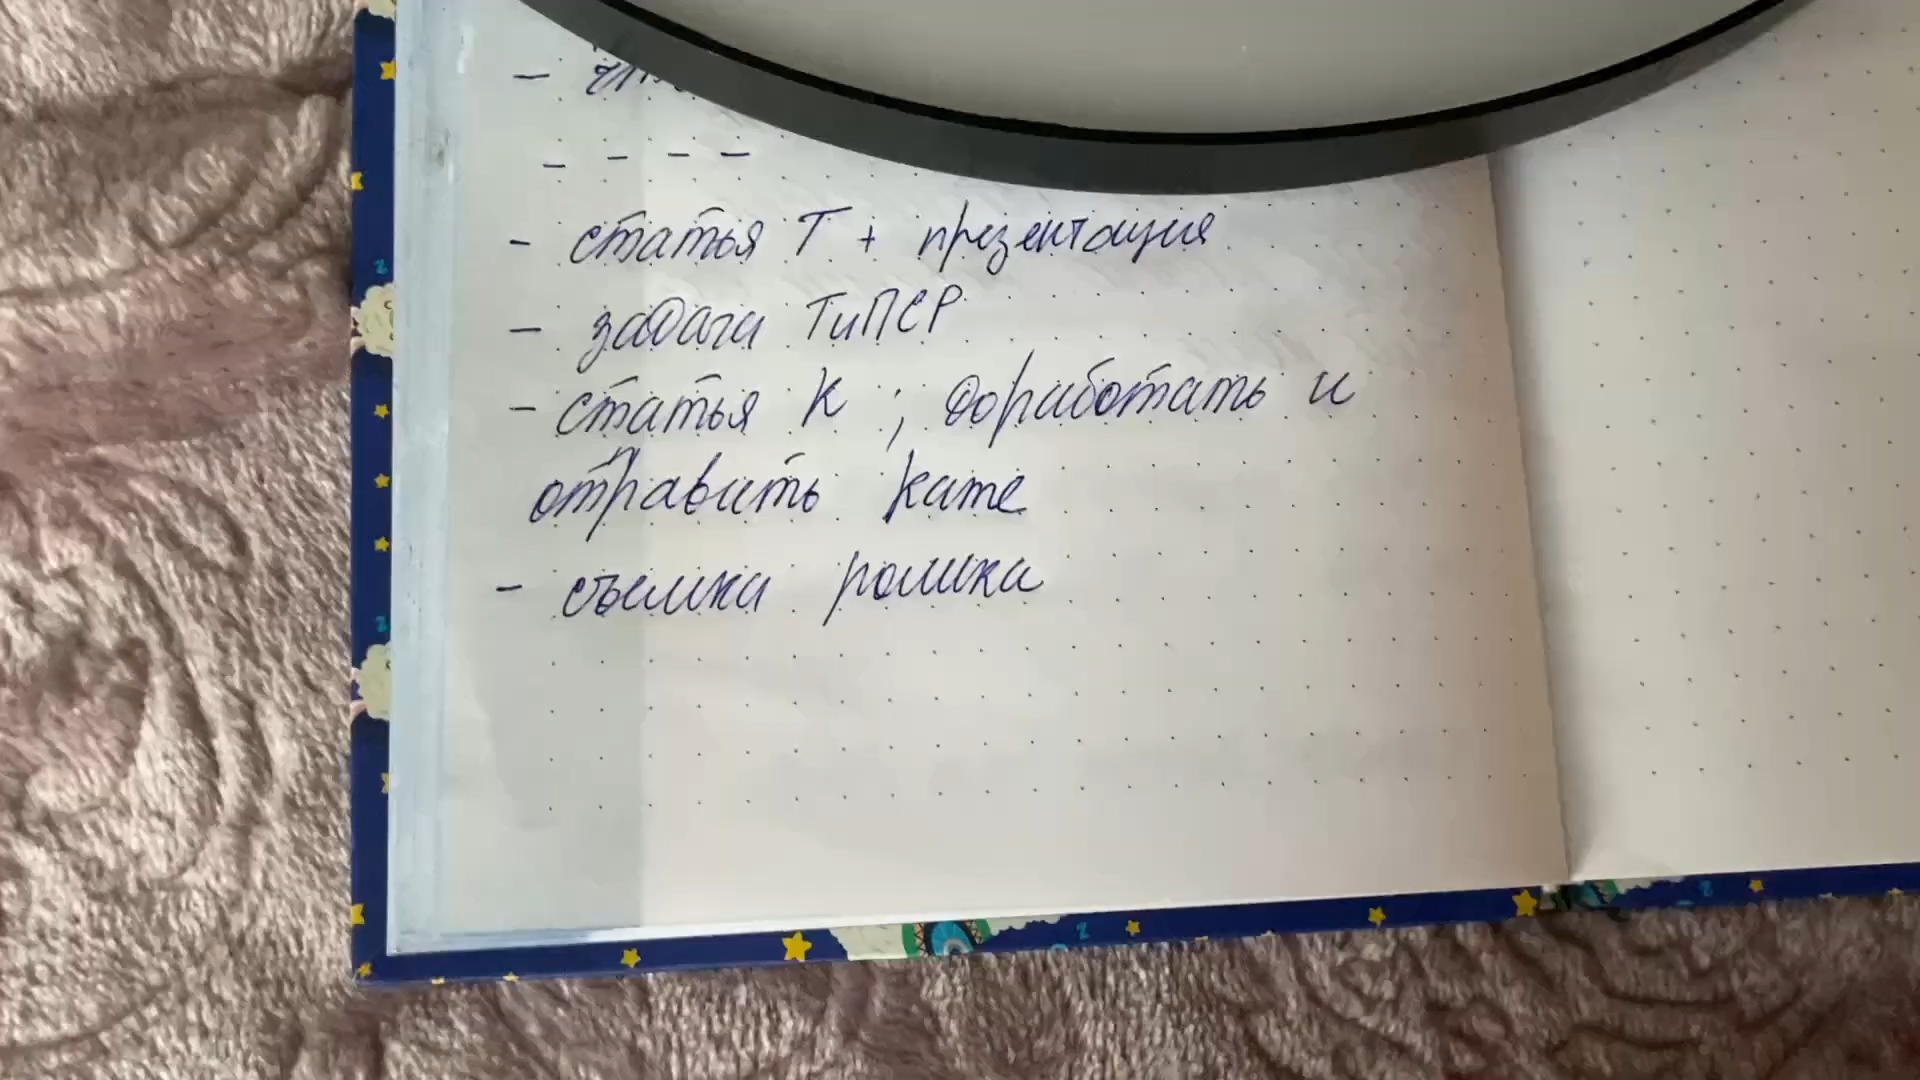 -
- - - -
- статья Т + презентация
- задачи ТиПСР
- статья К ; доработать и
отправить Кате
- съемка ролика